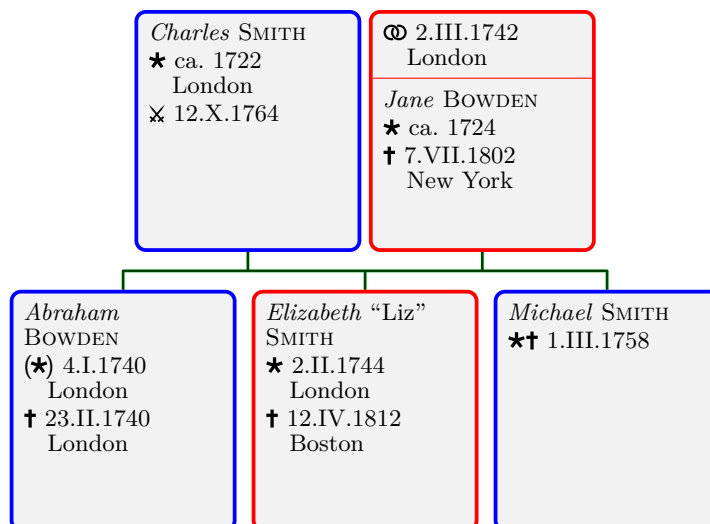 Charles SMITH
★ ca. 1722
London
⚔ 12.X.1764
⚭ 2.III.1742
London
Jane BOWDEN
★ ca. 1724
† 7.VII.1802
New York
Abraham
BOWDEN
(★) 4.I.1740
London
† 23.II.1740
London
Elizabeth “Liz”
SMITH
★ 2.II.1744
London
† 12.IV.1812
Boston
Michael SMITH
★† 1.III.1758